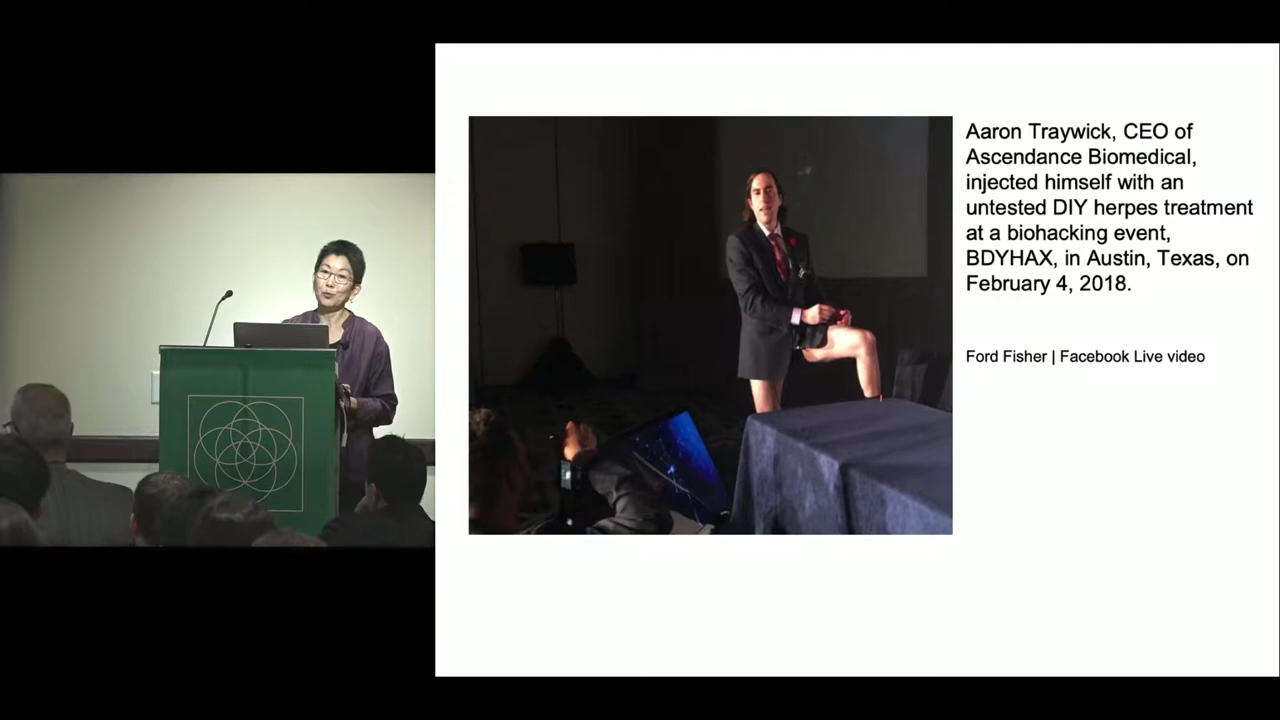 Aaron Traywick, CEO of
Ascendance Biomedical,
injected himself with an
untested DIY herpes treatment
at a biohacking event,
BDYHAX, in Austin, Texas, on
February 4, 2018.
Ford Fisher | Facebook Live video